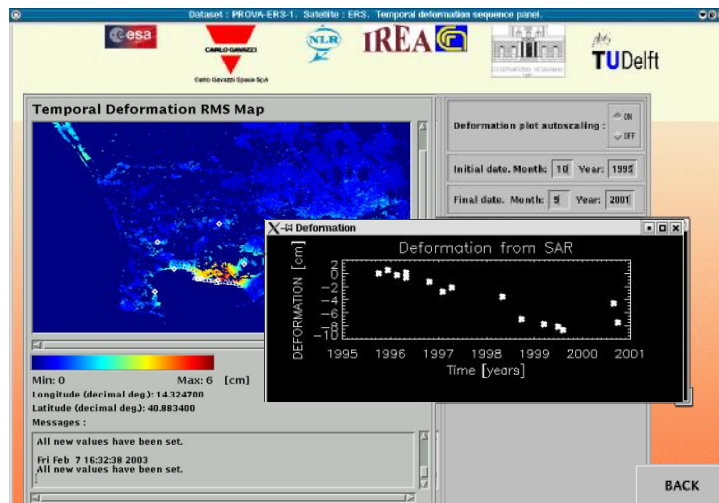 Dataset : PROVA-ERS-1. Satellite : ERS. Temporal deformation sequence panel.
esa
CARLO GAVAZZI
Carlo Gavazzi Space SpA
NLR
IREA
TUDelft
Temporal Deformation RMS Map
Deformation plot autoscaling :
ON
OFF
Initial date. Month: 10 Year: 1995
Final date. Month: 9 Year: 2001
Deformation
Deformation from SAR
DEFORMATION [cm]
2
0
-2
-4
-6
-8
-10
1995 1996 1997 1998 1999 2000 2001
Time [years]
Min: 0 Max: 6 [cm]
Longitude (decimal deg.): 14.324700
Latitude (decimal deg.): 40.883400
Messages :
All new values have been set.
Fri Feb 7 16:32:38 2003
All new values have been set.
BACK